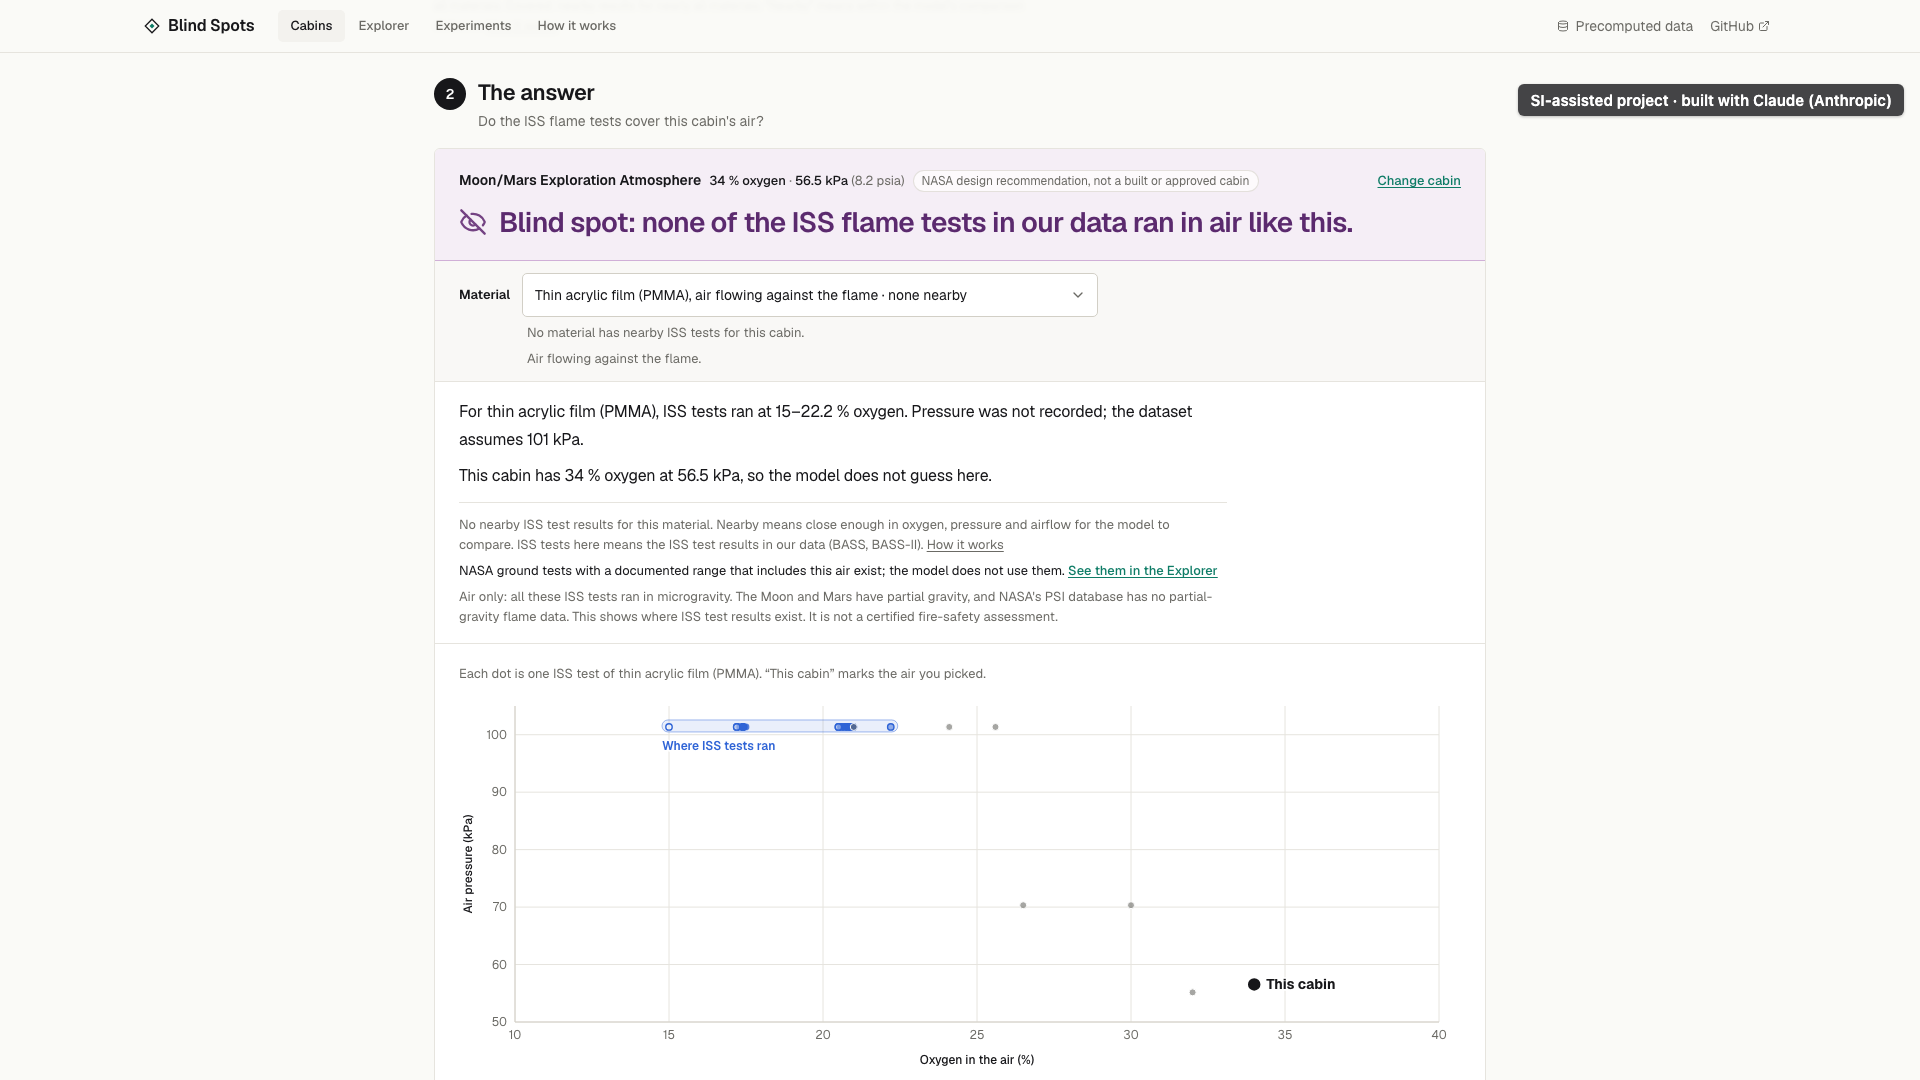 Blind Spots
Cabins
Explorer
Experiments
How it works
Precomputed data
GitHub
SI-assisted project · built with Claude (Anthropic)
2
The answer
Do the ISS flame tests cover this cabin's air?
Moon/Mars Exploration Atmosphere 34 % oxygen · 56.5 kPa (8.2 psia) NASA design recommendation, not a built or approved cabin
Change cabin
Blind spot: none of the ISS flame tests in our data ran in air like this.
Material
Thin acrylic film (PMMA), air flowing against the flame · none nearby
No material has nearby ISS tests for this cabin.
Air flowing against the flame.
For thin acrylic film (PMMA), ISS tests ran at 15–22.2 % oxygen. Pressure was not recorded; the dataset
assumes 101 kPa.
This cabin has 34 % oxygen at 56.5 kPa, so the model does not guess here.
No nearby ISS test results for this material. Nearby means close enough in oxygen, pressure and airflow for the model to
compare. ISS tests here means the ISS test results in our data (BASS, BASS-II). How it works
NASA ground tests with a documented range that includes this air exist; the model does not use them. See them in the Explorer
Air only: all these ISS tests ran in microgravity. The Moon and Mars have partial gravity, and NASA's PSI database has no partial-
gravity flame data. This shows where ISS test results exist. It is not a certified fire-safety assessment.
Each dot is one ISS test of thin acrylic film (PMMA). “This cabin” marks the air you picked.
100
Where ISS tests ran
90
80
Air pressure (kPa)
70
60
This cabin
50
10
15
20
25
30
35
40
Oxygen in the air (%)